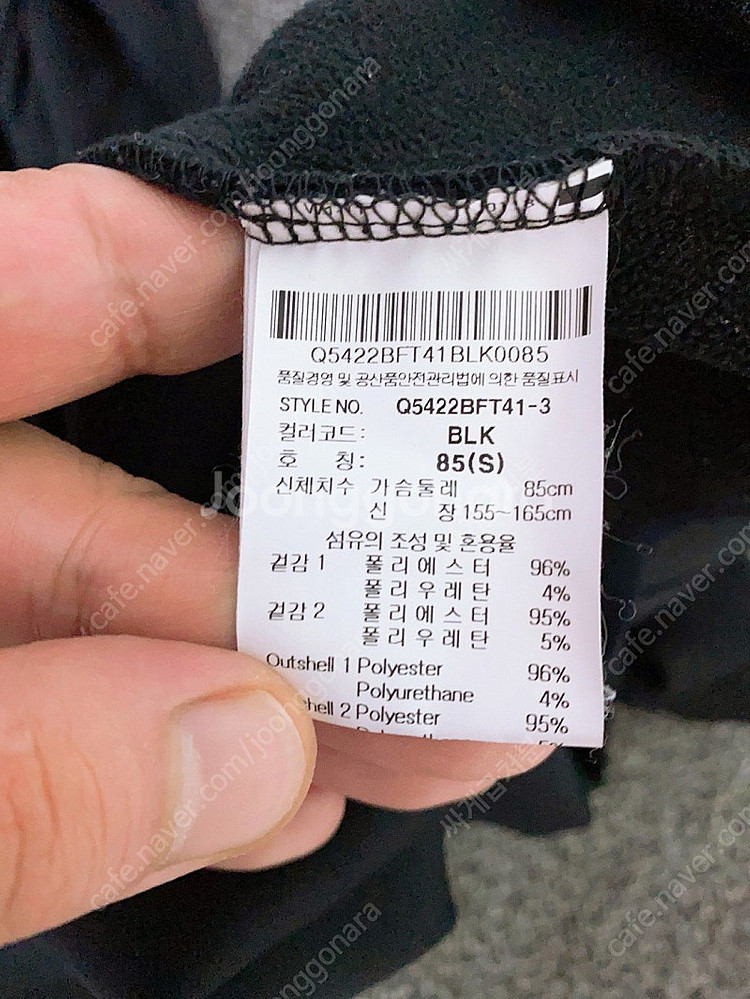 Q5422BFT41BLK0085
품질경영 및 공산품안전관리법에 의한 품질표시
STYLE NO. Q5422BFT41-3
컬러코드: BLK
호 칭: 85(S)
신체치수 가슴둘레 85cm
신 장 155~165cm
섬유의 조성 및 혼용율
겉감 1 폴리에스터 96%
폴리우레탄 4%
겉감 2 폴리에스터 95%
폴리우레탄 5%
Outshell 1 Polyester 96%
Polyurethane 4%
shell 2 Polyester 95%
cafe.naver.com/joonggonara
Joonggonara